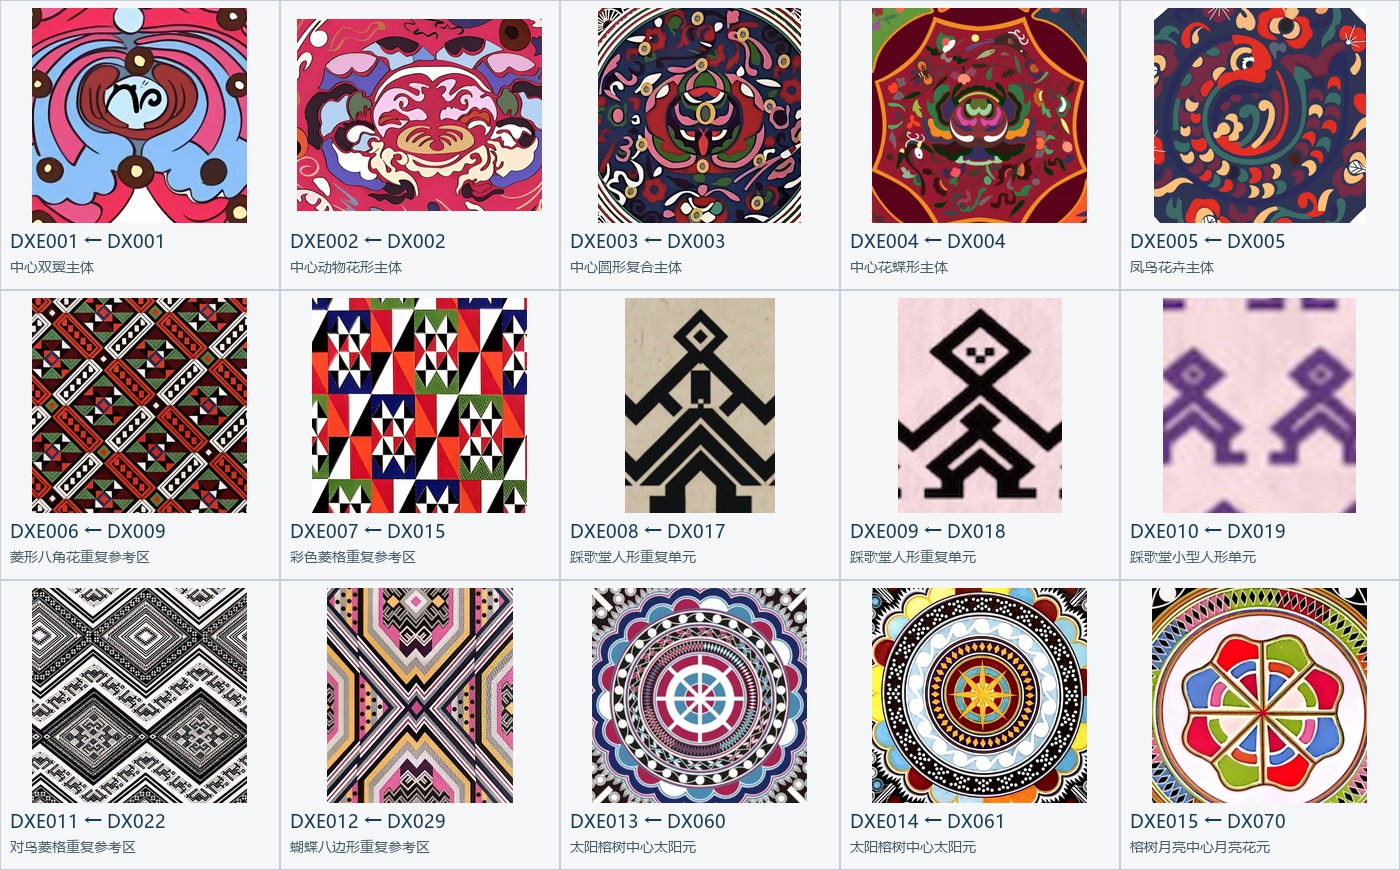 DXE001 ← DX001
中心双冠主体
DXE002 ← DX002
中心动物花形主体
DXE003 ← DX003
中心圆形复合主体
DXE004 ← DX004
中心花蝶形主体
DXE005 ← DX005
凤鸟花卉主体
DXE006 ← DX009
菱形八角花重复参考区
DXE007 ← DX015
彩色菱格重复参考区
DXE008 ← DX017
踩歌堂人形重复单元
DXE009 ← DX018
踩歌堂人形重复单元
DXE010 ← DX019
踩歌堂小型人形单元
DXE011 ← DX022
对鸟菱格重复参考区
DXE012 ← DX029
蝴蝶八边形重复参考区
DXE013 ← DX060
太阳榕树中心太阳元
DXE014 ← DX061
太阳榕树中心太阳元
DXE015 ← DX070
榕树月亮中心月亮花元